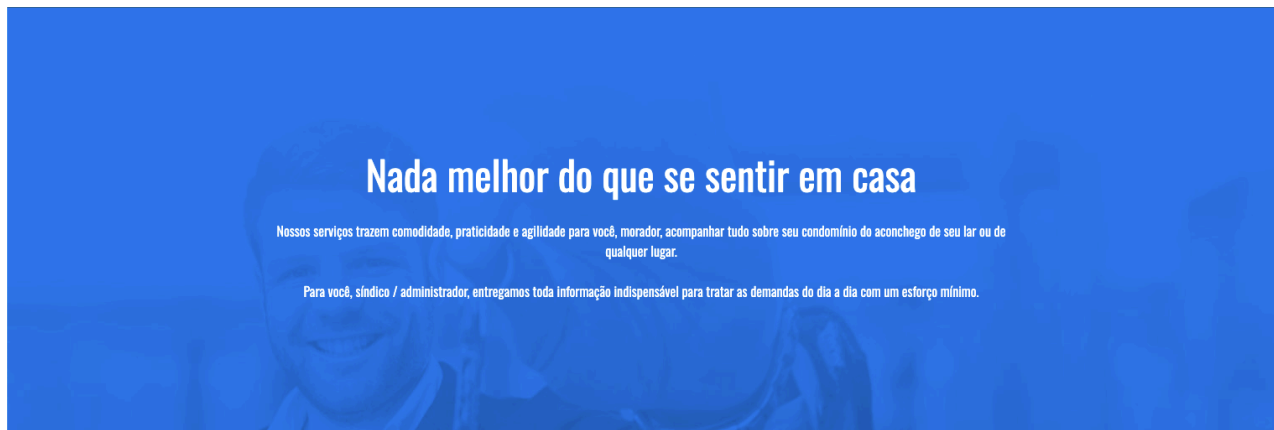 Nada melhor do que se sentir em casa
Nossos serviços trazem comodidade, praticidade e agilidade para você, morador, acompanhar tudo sobre seu condomínio do aconchego de seu lar ou de
qualquer lugar.
Para você, síndico / administrador, entregamos toda informação indispensável para tratar as demandas do dia a dia com um esforço mínimo.